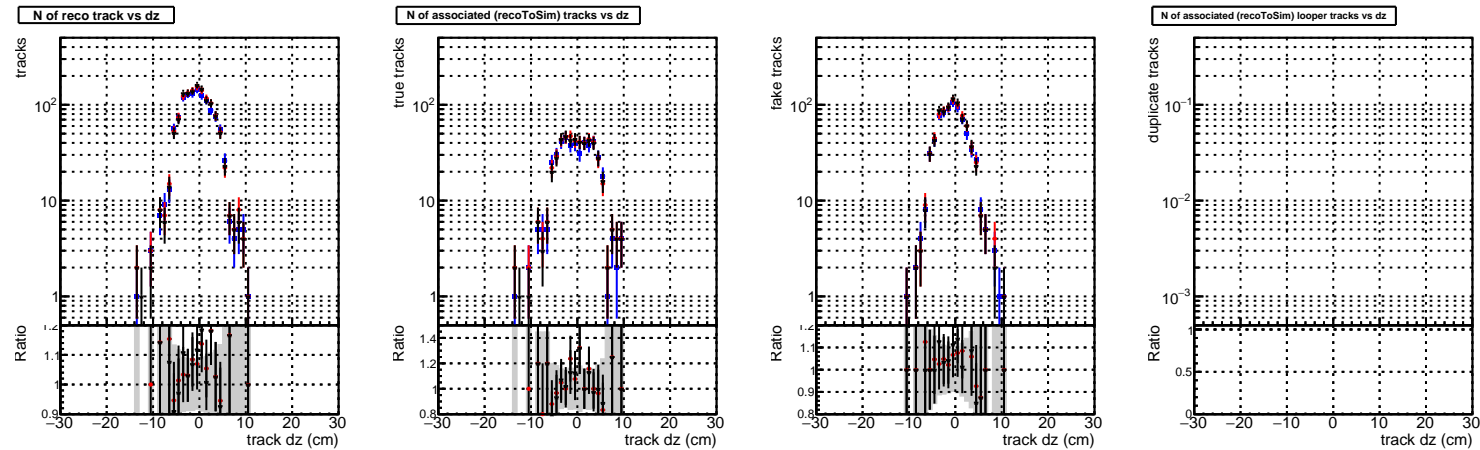 N of reco track vs dz
tracks
10²
10
1
Ratio
1.2
1.1
1
0.9
−30 −20 −10 0 10 20 30
track dz (cm)
N of associated (recoToSim) tracks vs dz
true tracks
10²
10
1
Ratio
1.4
1.2
1
0.8
−30 −20 −10 0 10 20 30
track dz (cm)
fake tracks
10²
10
1
Ratio
1.2
1.1
1
0.9
0.8
−30 −20 −10 0 10 20 30
track dz (cm)
N of associated (recoToSim) looper tracks vs dz
duplicate tracks
10⁻¹
10⁻²
10⁻³
Ratio
1
0.5
0
−30 −20 −10 0 10 20 30
track dz (cm)